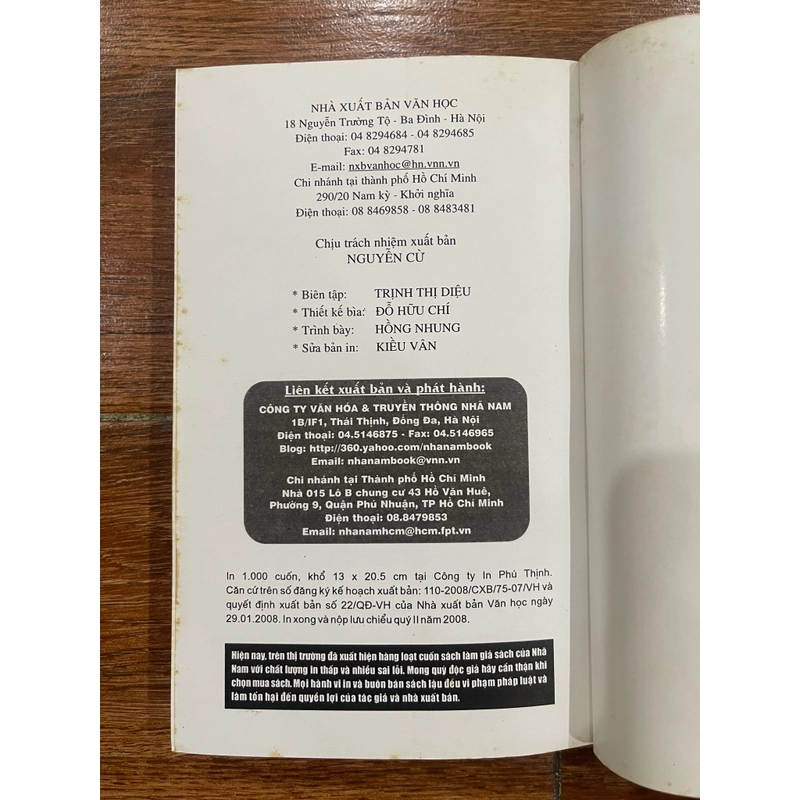 NHÀ XUẤT BẢN VĂN HỌC
18 Nguyễn Trường Tộ - Ba Đình - Hà Nội
Điện thoại: 04 8294684 - 04 8294685
Fax: 04 8294781
E-mail: nxbvanhoc@hn.vnn.vn
Chi nhánh tại thành phố Hồ Chí Minh
290/20 Nam kỳ - Khởi nghĩa
Điện thoại: 08 8469858 - 08 8483481
Chịu trách nhiệm xuất bản
NGUYỄN CỪ
* Biên tập: TRỊNH THỊ DIỆU
* Thiết kế bìa: ĐỖ HỮU CHÍ
* Trình bày: HỒNG NHUNG
* Sửa bản in: KIỀU VÂN
Liên kết xuất bản và phát hành:
CÔNG TY VĂN HÓA & TRUYỀN THÔNG NHÃ NAM
1B/IF1, Thái Thịnh, Đống Đa, Hà Nội
Điện thoại: 04.5146875 - Fax: 04.5146965
Blog: http://360.yahoo.com/nhanambook
Email: nhanambook@vnn.vn
Chi nhánh tại Thành phố Hồ Chí Minh
Nhà 015 Lô B chung cư 43 Hồ Văn Huê,
Phường 9, Quận Phú Nhuận, TP Hồ Chí Minh
Điện thoại: 08.8479853
Email: nhanamhcm@hcm.fpt.vn
In 1.000 cuốn, khổ 13 x 20.5 cm tại Công ty In Phú Thịnh.
Căn cứ trên số đăng ký kế hoạch xuất bản: 110-2008/CXB/75-07/VH và
quyết định xuất bản số 22/QĐ-VH của Nhà xuất bản Văn học ngày
29.01.2008. In xong và nộp lưu chiểu quý II năm 2008.
Hiện nay, trên thị trường đã xuất hiện hàng loạt cuốn sách làm giả sách của Nhã
Nam với chất lượng in thấp và nhiều sai lỗi. Mong quý độc giả hãy cẩn thận khi
chọn mua sách. Mọi hành vi in và buôn bán sách lậu đều vi phạm pháp luật và
làm tổn hại đến quyền lợi của tác giả và nhà xuất bản.